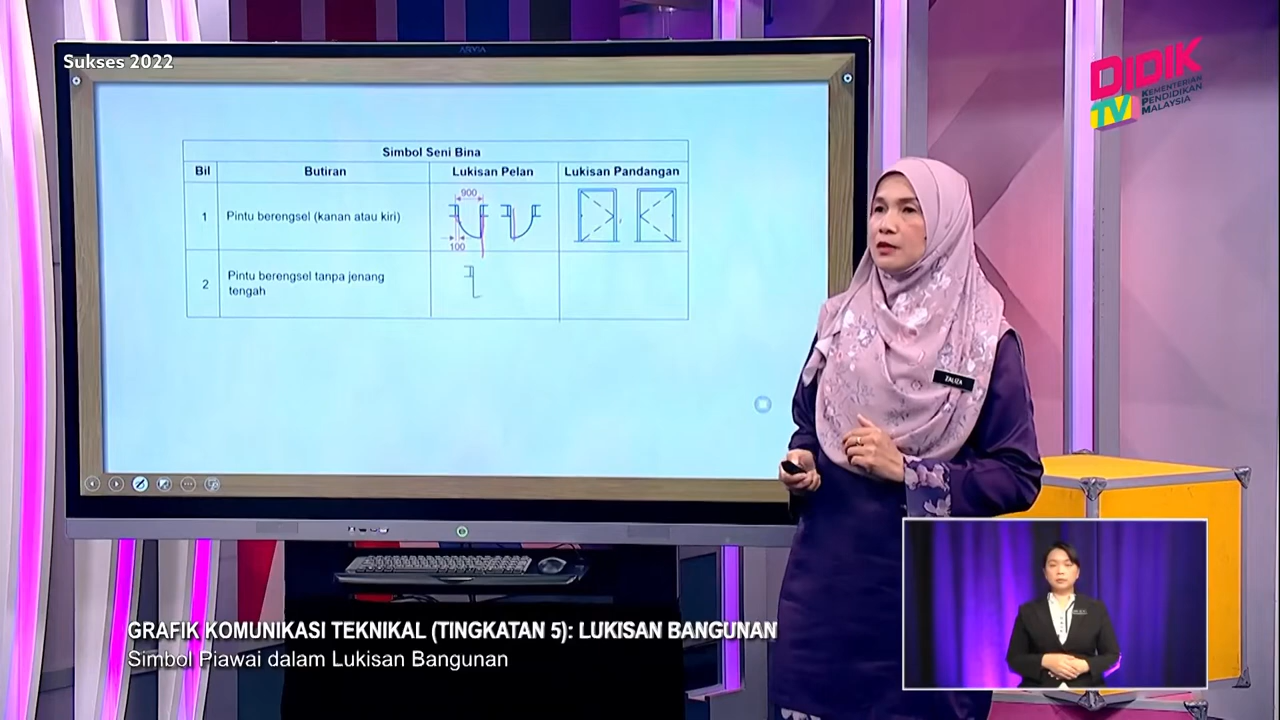 Sukses 2022
DIDIK
TV
KEMENTERIAN
PENDIDIKAN
MALAYSIA
Simbol Seni Bina
Bil Butiran Lukisan Pelan Lukisan Pandangan
900
1 Pintu berengsel (kanan atau kiri)
100
2 Pintu berengsel tanpa jenang
tengah
ZALIZA
GRAFIK KOMUNIKASI TEKNIKAL (TINGKATAN 5): LUKISAN BANGUNAN
Simbol Piawai dalam Lukisan Bangunan